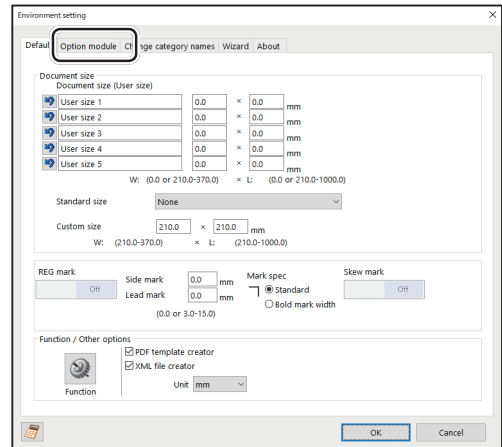 Environment setting
Default Option module Change category names Wizard About
Document size
Document size (User size)
User size 1 0.0 × 0.0 mm
User size 2 0.0 × 0.0 mm
User size 3 0.0 × 0.0 mm
User size 4 0.0 × 0.0 mm
User size 5 0.0 × 0.0 mm
W: (0.0 or 210.0-370.0) × L: (0.0 or 210.0-1000.0)
Standard size None
Custom size 210.0 × 210.0 mm
W: (210.0-370.0) × L: (210.0-1000.0)
REG mark Mark spec Skew mark
Off Side mark 0.0 mm Standard Off
Lead mark 0.0 mm Bold mark width
(0.0 or 3.0-15.0)
Function / Other options
PDF template creator
XML file creator
Unit mm
Function
OK Cancel